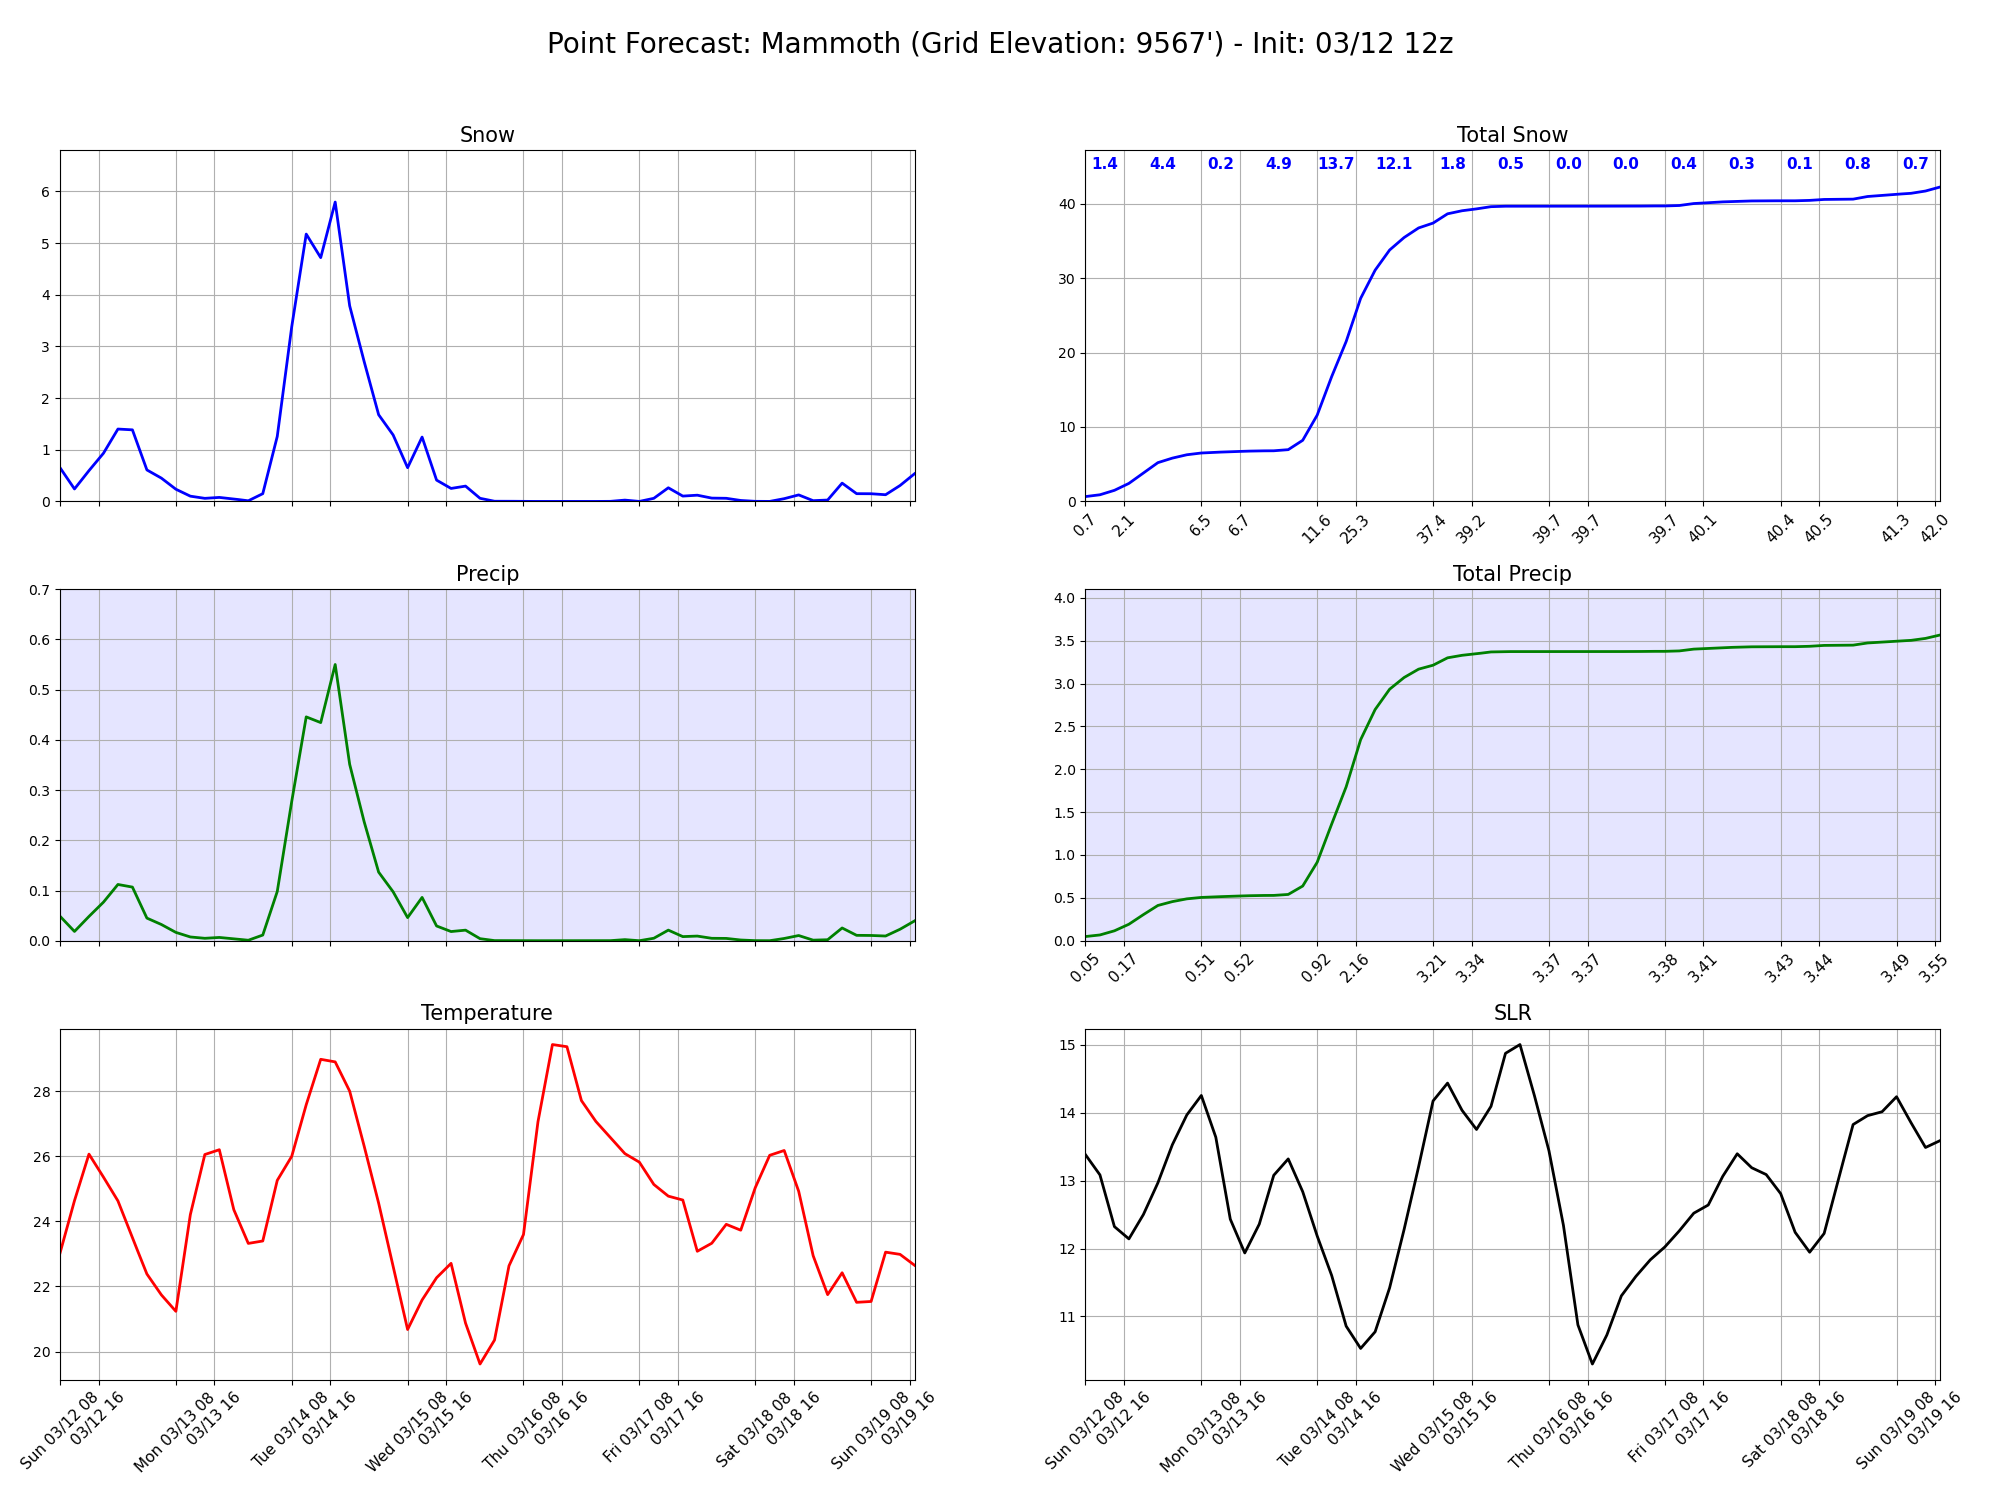 Point Forecast: Mammoth (Grid Elevation: 9567') - Init: 03/12 12z
Snow
6
5
4
3
2
1
0
Total Snow
1.4 4.4 0.2 4.9 13.7 12.1 1.8 0.5 0.0 0.0 0.4 0.3 0.1 0.8 0.7
40
30
20
10
0
0.7 2.1 6.5 6.7 11.6 25.3 37.4 39.2 39.7 39.7 39.7 40.1 40.4 40.5 41.3 42.0
Precip
0.7
0.6
0.5
0.4
0.3
0.2
0.1
0.0
Total Precip
4.0
3.5
3.0
2.5
2.0
1.5
1.0
0.5
0.0
0.05 0.17 0.51 0.52 0.92 2.16 3.21 3.34 3.37 3.37 3.38 3.41 3.43 3.44 3.49 3.55
Temperature
28
26
24
22
20
Sun 03/12 08
03/12 16
Mon 03/13 08
03/13 16
Tue 03/14 08
03/14 16
Wed 03/15 08
03/15 16
Thu 03/16 08
03/16 16
Fri 03/17 08
03/17 16
Sat 03/18 08
03/18 16
Sun 03/19 08
03/19 16
SLR
15
14
13
12
11
Sun 03/12 08
03/12 16
Mon 03/13 08
03/13 16
Tue 03/14 08
03/14 16
Wed 03/15 08
03/15 16
Thu 03/16 08
03/16 16
Fri 03/17 08
03/17 16
Sat 03/18 08
03/18 16
Sun 03/19 08
03/19 16